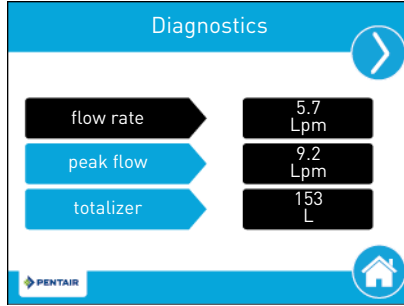 Diagnostics
flow rate
5.7
Lpm
peak flow
9.2
Lpm
totalizer
153
L
PENTAIR